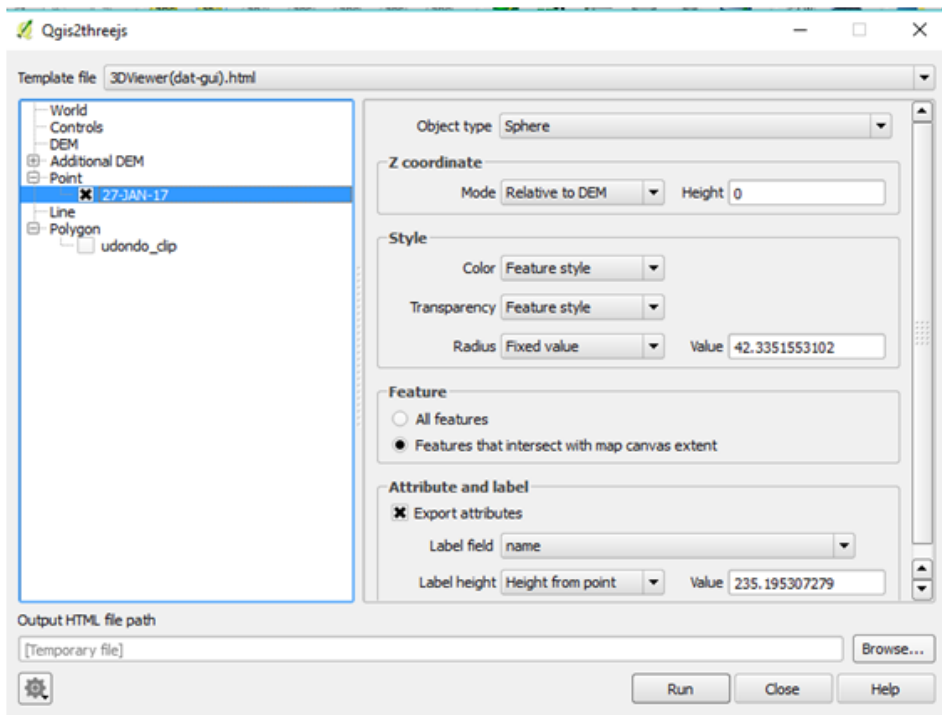 Qgis2threejs
Template file 3DViewer(dat-gui).html
World
Controls
DEM
Additional DEM
Point
27-JAN-17
Line
Polygon
udondo_clip
Object type Sphere
Z coordinate
Mode Relative to DEM Height 0
Style
Color Feature style
Transparency Feature style
Radius Fixed value Value 42.3351553102
Feature
All features
Features that intersect with map canvas extent
Attribute and label
Export attributes
Label field name
Label height Height from point Value 235.195307279
Output HTML file path
[Temporary file] Browse...
Run Close Help